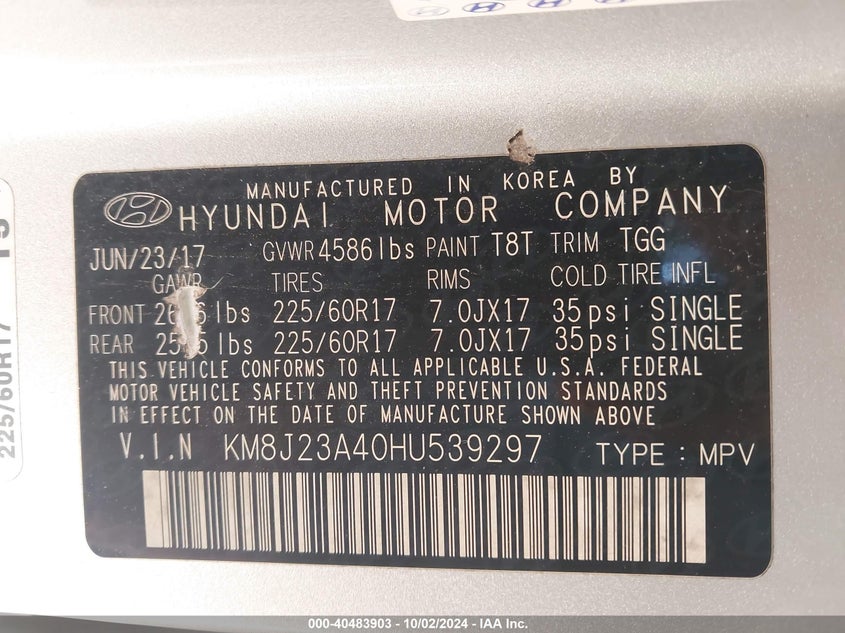 MANUFACTURED IN KOREA BY
HYUNDAI MOTOR COMPANY
JUN/23/17 GVWR 4586lbs PAINT T8T TRIM TGG
GAWR TIRES RIMS COLD TIRE INFL
FRONT lbs 225/60R17 7.0JX17 35psi SINGLE
REAR lbs 225/60R17 7.0JX17 35psi SINGLE
THIS VEHICLE CONFORMS TO ALL APPLICABLE U.S.A. FEDERAL
MOTOR VEHICLE SAFETY AND THEFT PREVENTION STANDARDS
IN EFFECT ON THE DATE OF MANUFACTURE SHOWN ABOVE
V.I.N KM8J23A40HU539297 TYPE : MPV
225/60R17
000-40483903 - 10/02/2024 - IAA Inc.